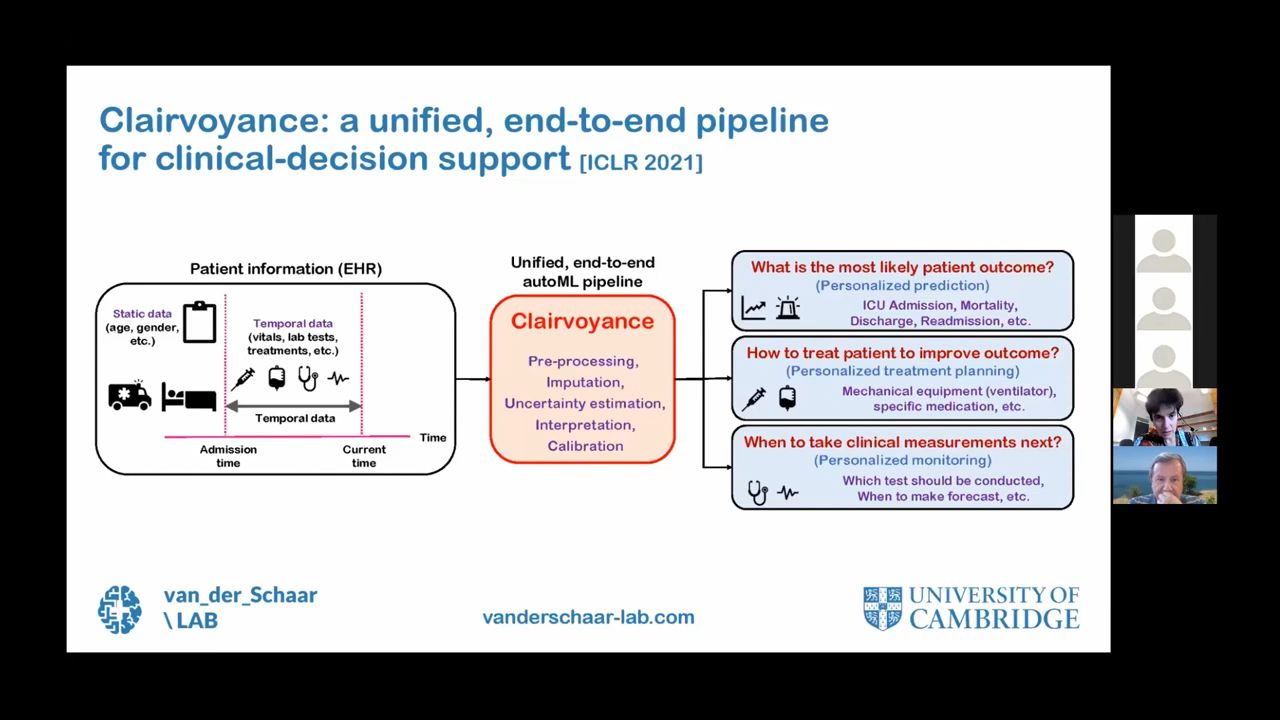 Clairvoyance: a unified, end-to-end pipeline
for clinical-decision support [ICLR 2021]
Patient information (EHR)
Static data
(age, gender,
etc.)
Temporal data
(vitals, lab tests,
treatments, etc.)
Temporal data
Time
Admission
time
Current
time
Unified, end-to-end
autoML pipeline
Clairvoyance
Pre-processing,
Imputation,
Uncertainty estimation,
Interpretation,
Calibration
What is the most likely patient outcome?
(Personalized prediction)
ICU Admission, Mortality,
Discharge, Readmission, etc.
How to treat patient to improve outcome?
(Personalized treatment planning)
Mechanical equipment (ventilator),
specific medication, etc.
When to take clinical measurements next?
(Personalized monitoring)
Which test should be conducted,
When to make forecast, etc.
van_der_Schaar
\ LAB
vanderschaar-lab.com
UNIVERSITY OF
CAMBRIDGE